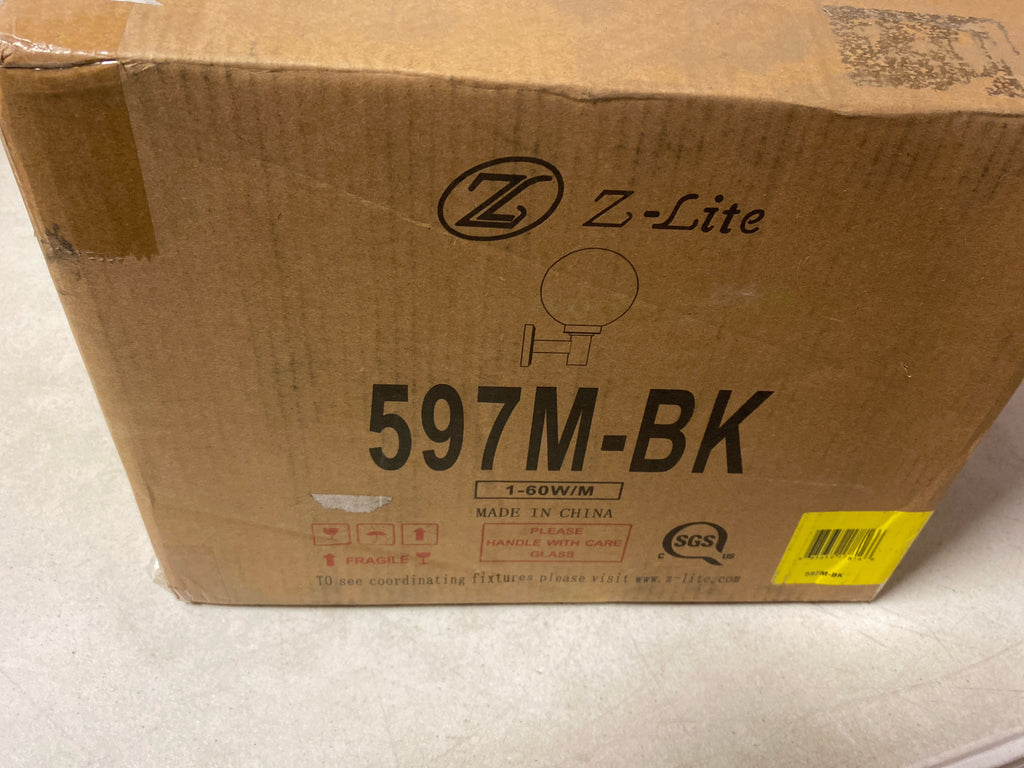 Z-Lite
597M-BK
1-60W/M
MADE IN CHINA
PLEASE
HANDLE WITH CARE
GLASS
FRAGILE
SGS
C US
TO see coordinating fixtures please visit www.z-lite.com
597M-BK